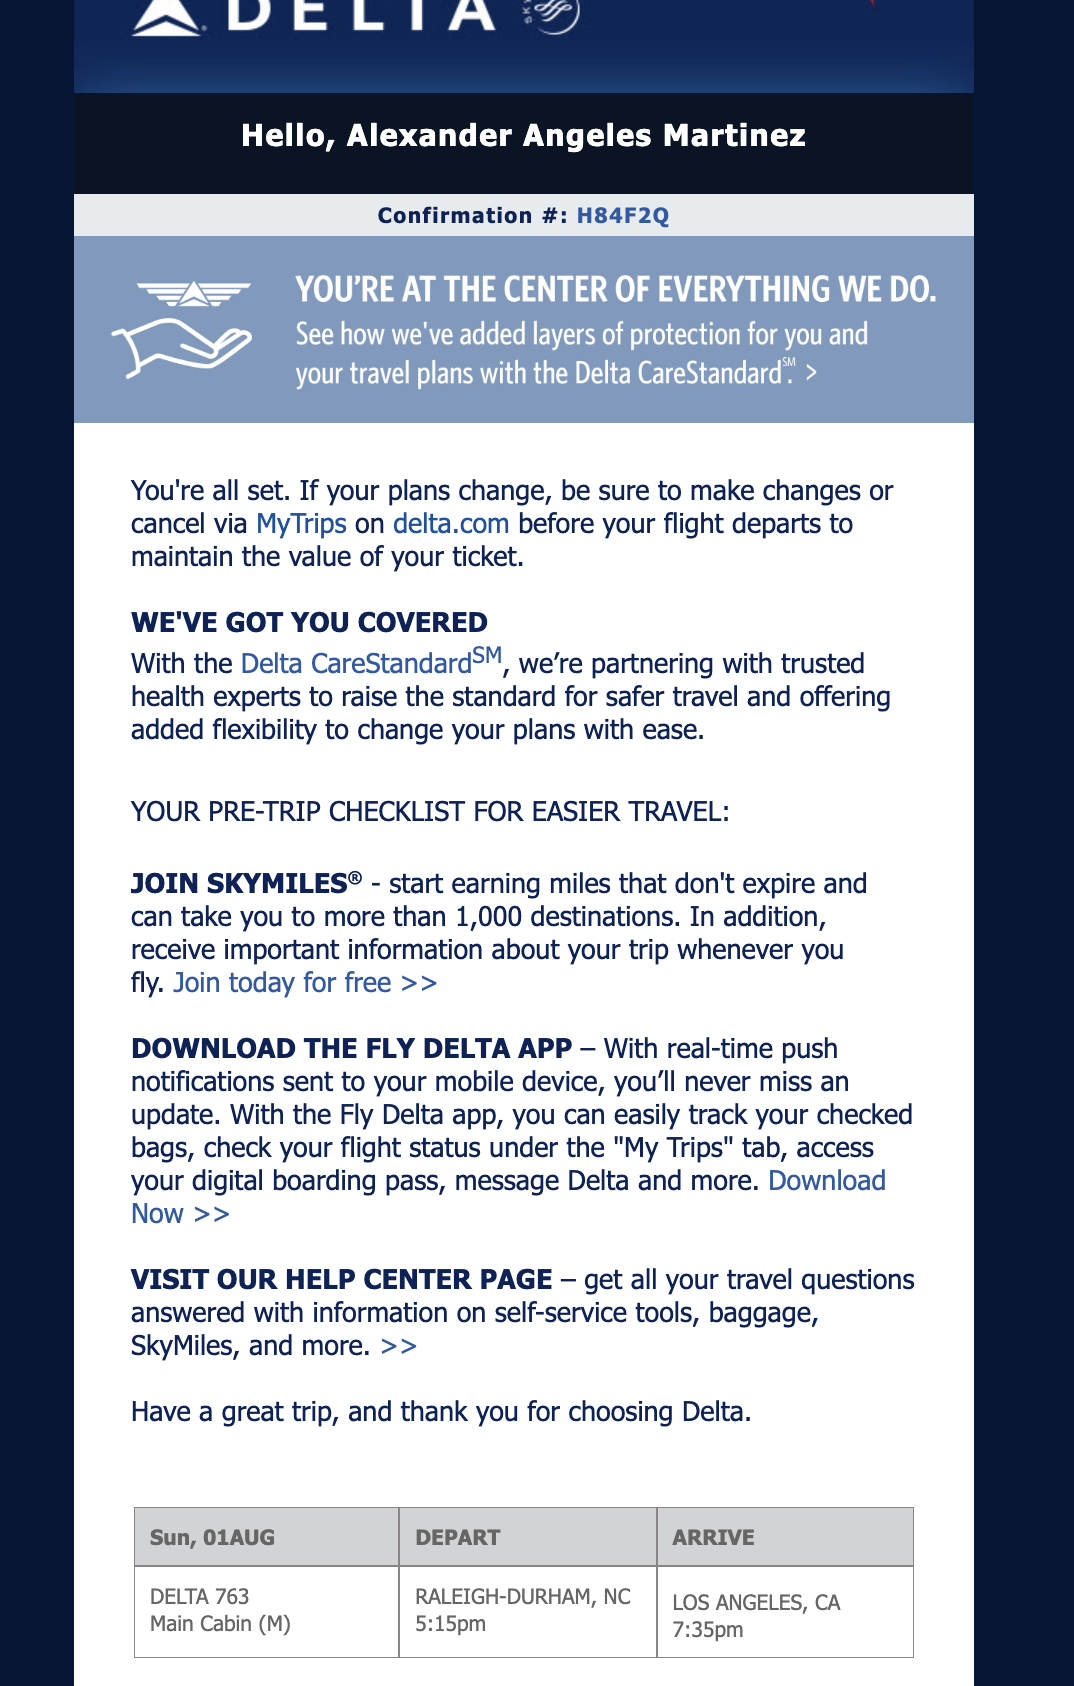 DELTA
Hello, Alexander Angeles Martinez
Confirmation #: H84F2Q
YOU'RE AT THE CENTER OF EVERYTHING WE DO.
See how we've added layers of protection for you and
your travel plans with the Delta CareStandard℠. >
You're all set. If your plans change, be sure to make changes or
cancel via MyTrips on delta.com before your flight departs to
maintain the value of your ticket.
WE'VE GOT YOU COVERED
With the Delta CareStandardSM, we’re partnering with trusted
health experts to raise the standard for safer travel and offering
added flexibility to change your plans with ease.
YOUR PRE-TRIP CHECKLIST FOR EASIER TRAVEL:
JOIN SKYMILES® - start earning miles that don't expire and
can take you to more than 1,000 destinations. In addition,
receive important information about your trip whenever you
fly. Join today for free >>
DOWNLOAD THE FLY DELTA APP – With real-time push
notifications sent to your mobile device, you’ll never miss an
update. With the Fly Delta app, you can easily track your checked
bags, check your flight status under the "My Trips" tab, access
your digital boarding pass, message Delta and more. Download
Now >>
VISIT OUR HELP CENTER PAGE – get all your travel questions
answered with information on self-service tools, baggage,
SkyMiles, and more. >>
Have a great trip, and thank you for choosing Delta.
Sun, 01AUG DEPART ARRIVE
DELTA 763 RALEIGH-DURHAM, NC LOS ANGELES, CA
Main Cabin (M) 5:15pm 7:35pm